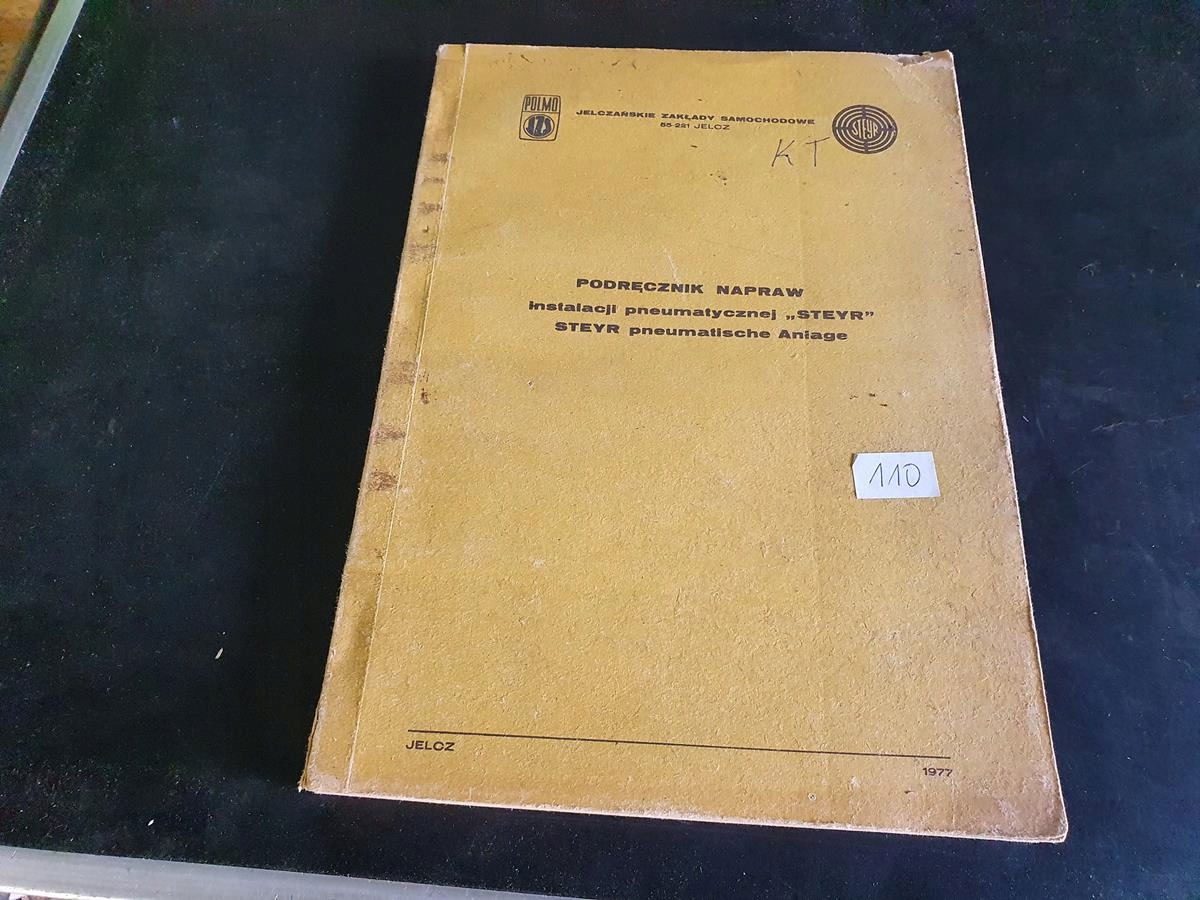 POLMO
JZS
JELCZAŃSKIE ZAKŁADY SAMOCHODOWE
55-221 JELCZ
STEYR
KT
PODRĘCZNIK NAPRAW
instalacji pneumatycznej „STEYR”
STEYR pneumatische Anlage
110
JELCZ
1977